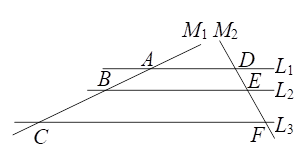 M₁ M₂
A D L₁
B E L₂
C F L₃